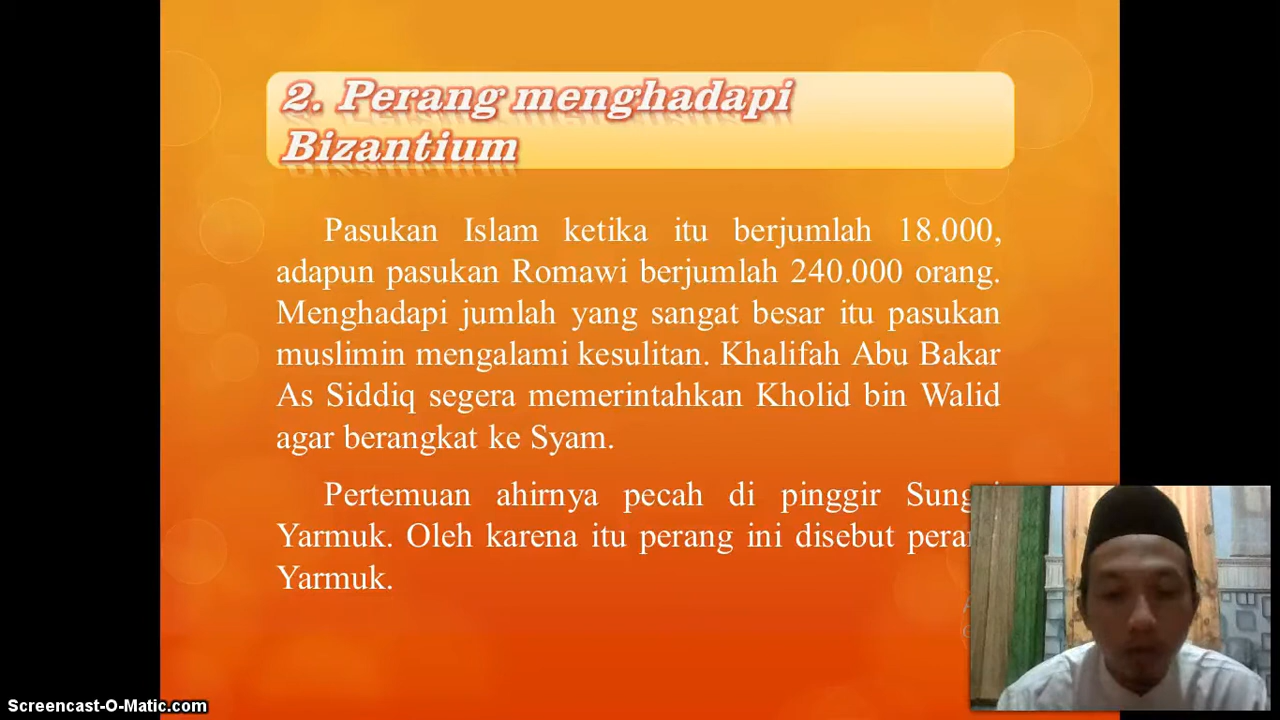 2. Perang menghadapi
Bizantium
Pasukan Islam ketika itu berjumlah 18.000,
adapun pasukan Romawi berjumlah 240.000 orang.
Menghadapi jumlah yang sangat besar itu pasukan
muslimin mengalami kesulitan. Khalifah Abu Bakar
As Siddiq segera memerintahkan Kholid bin Walid
agar berangkat ke Syam.
Pertemuan ahirnya pecah di pinggir
Yarmuk. Oleh karena itu perang ini disebut
Yarmuk.
Screencast-O-Matic.com